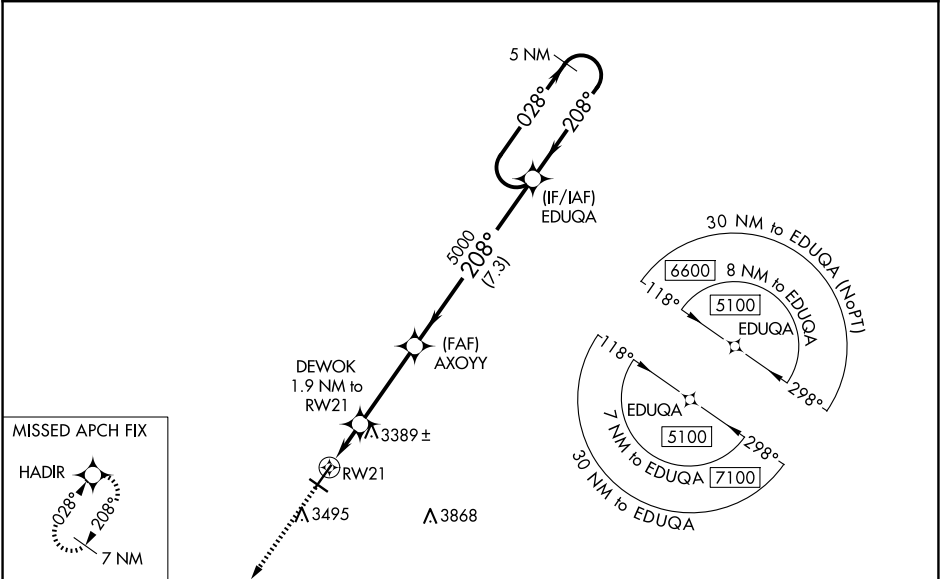 5 NM
028°
208°
(IF/IAF)
EDUQA
5000
208°
(7.3)
(FAF)
AXOYY
DEWOK
1.9 NM to
RW21
3389 ±
RW21
3495
3868
30 NM to EDUQA (NoPT)
6600
8 NM to EDUQA
118°
5100
EDUQA
298°
118°
EDUQA
5100
298°
7 NM to EDUQA
7100
30 NM to EDUQA
MISSED APCH FIX
HADIR
028°
208°
7 NM